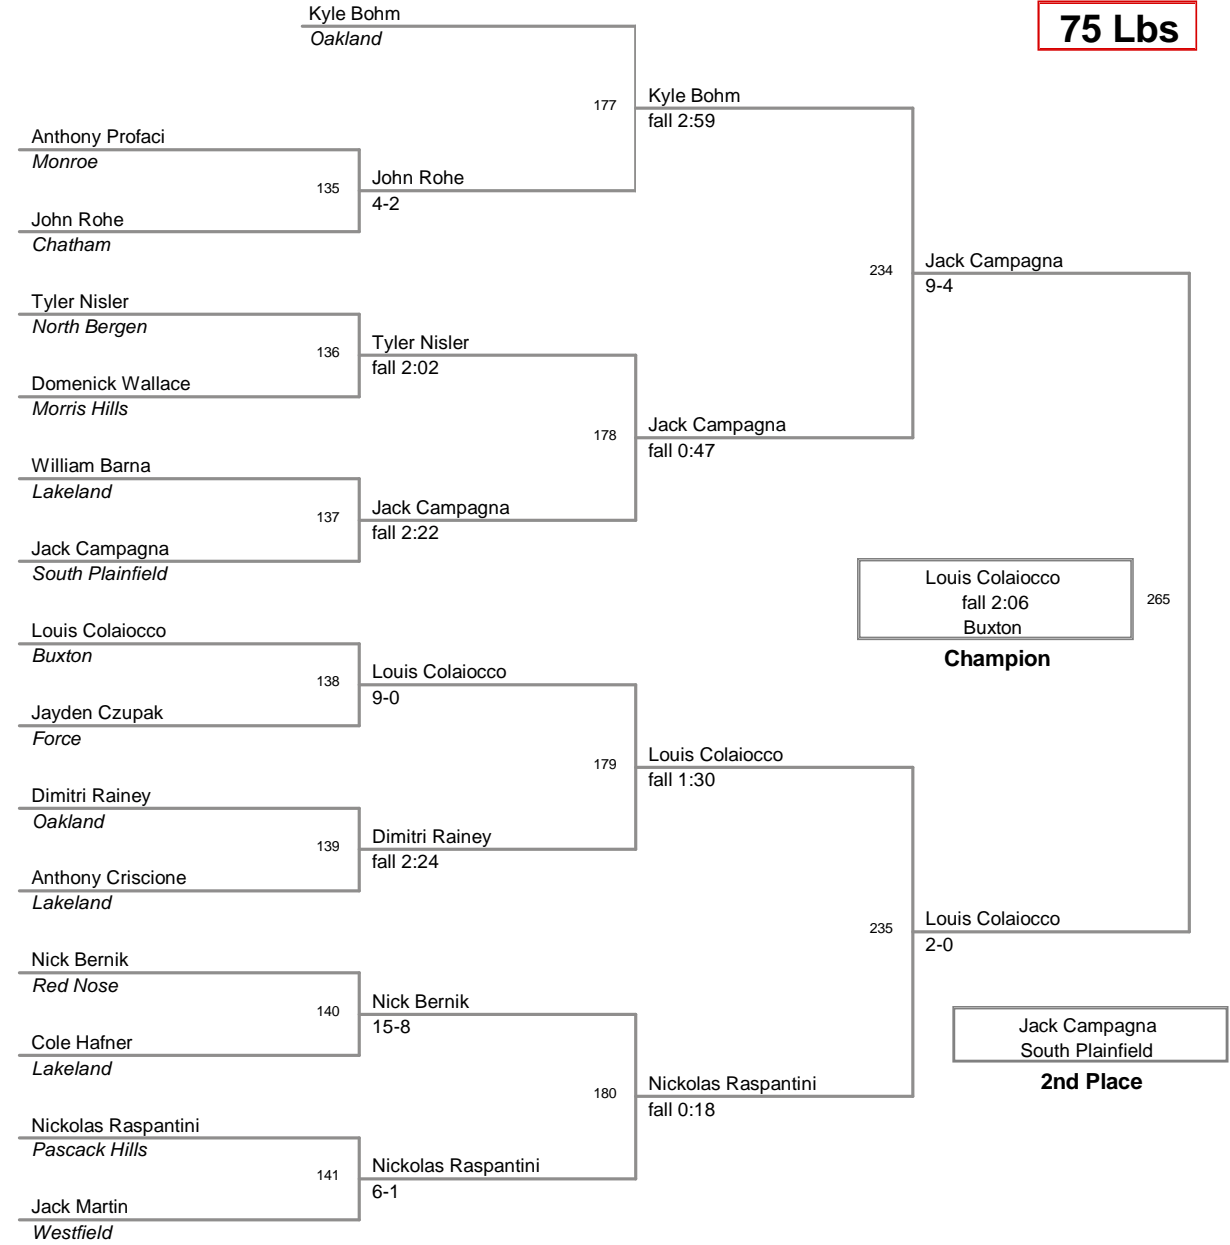 Kyle Bohm
Oakland
75 Lbs
177
Kyle Bohm
fall 2:59
Anthony Profaci
Monroe
135
John Rohe
4-2
John Rohe
Chatham
234
Jack Campagna
9-4
Tyler Nisler
North Bergen
136
Tyler Nisler
fall 2:02
Domenick Wallace
Morris Hills
178
Jack Campagna
fall 0:47
William Barna
Lakeland
137
Jack Campagna
fall 2:22
Jack Campagna
South Plainfield
Louis Colaiocco
fall 2:06
Buxton
Champion
265
Louis Colaiocco
Buxton
138
Louis Colaiocco
9-0
Jayden Czupak
Force
179
Louis Colaiocco
fall 1:30
Dimitri Rainey
Oakland
139
Dimitri Rainey
fall 2:24
Anthony Criscione
Lakeland
235
Louis Colaiocco
2-0
Nick Bernik
Red Nose
140
Nick Bernik
15-8
Cole Hafner
Lakeland
Jack Campagna
South Plainfield
2nd Place
180
Nickolas Raspantini
fall 0:18
Nickolas Raspantini
Pascack Hills
141
Nickolas Raspantini
6-1
Jack Martin
Westfield